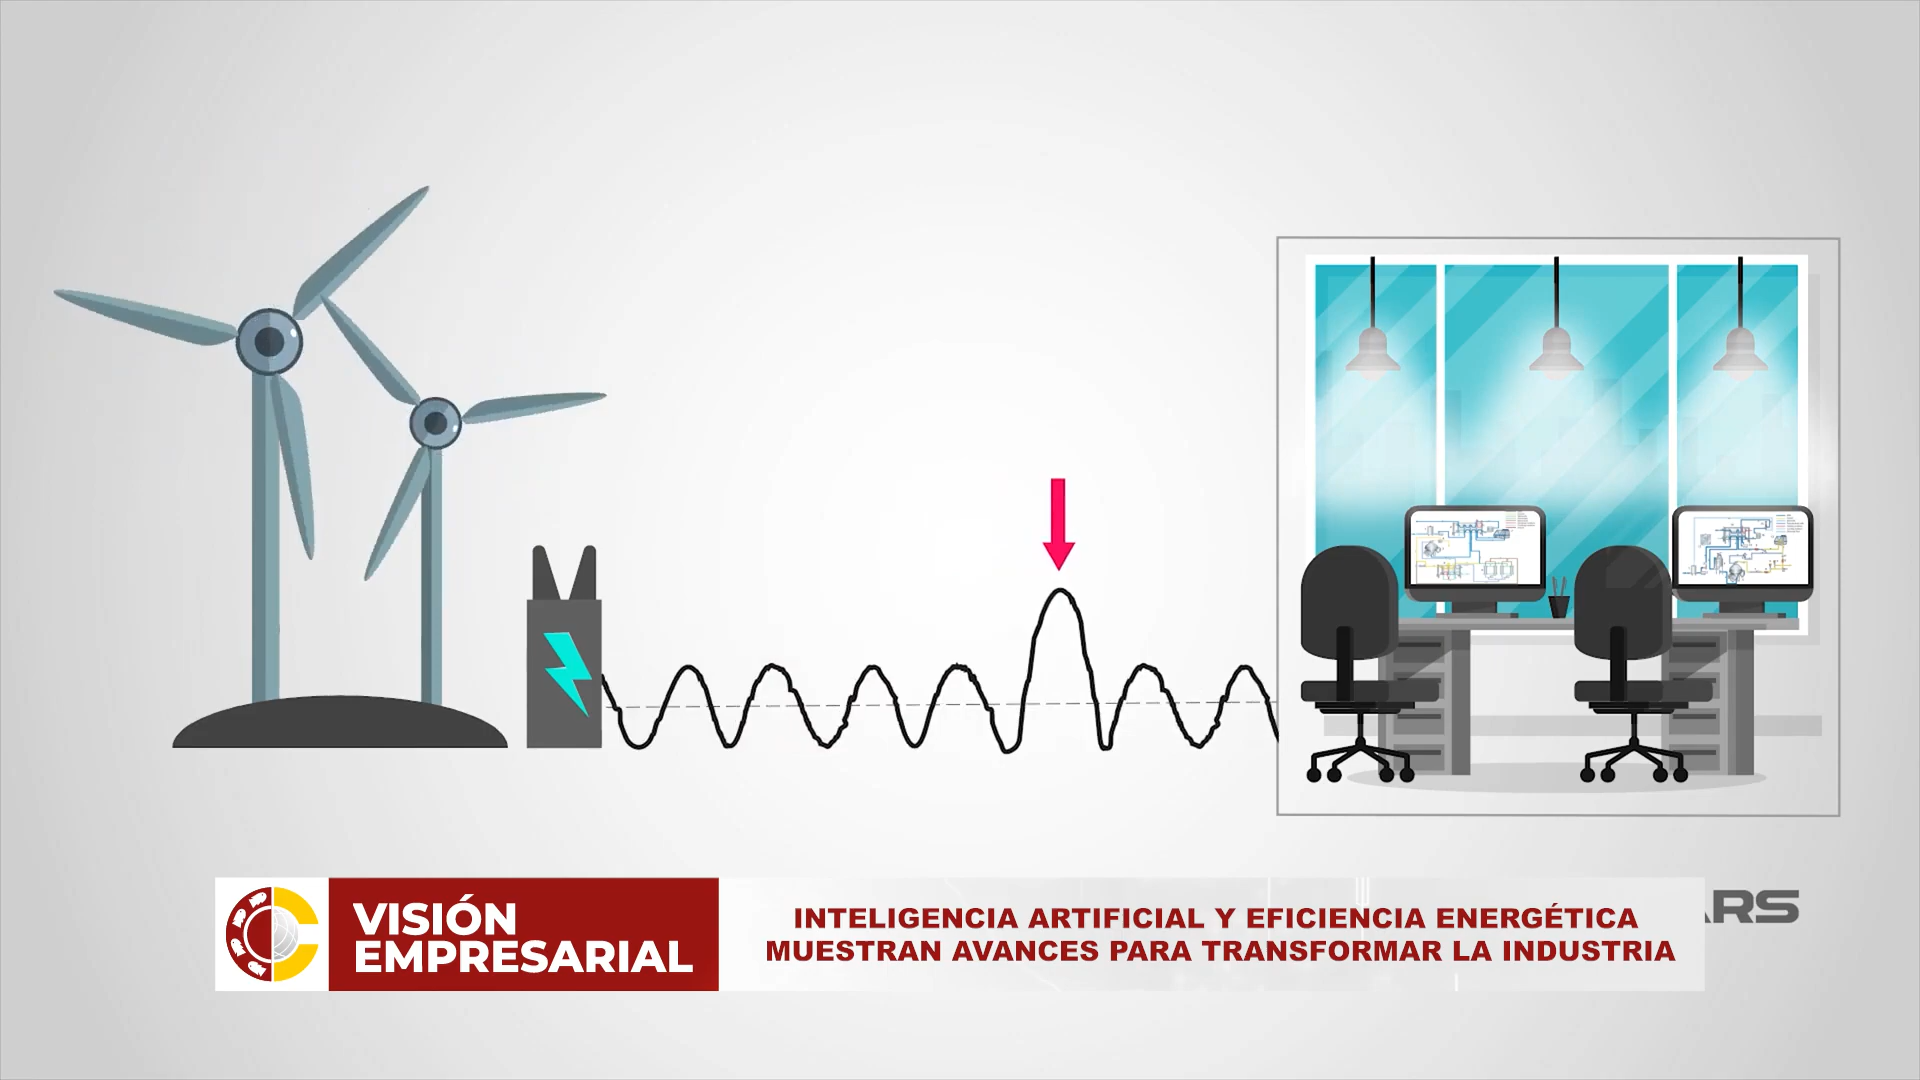 VISIÓN
EMPRESARIAL
INTELIGENCIA ARTIFICIAL Y EFICIENCIA ENERGÉTICA
MUESTRAN AVANCES PARA TRANSFORMAR LA INDUSTRIA